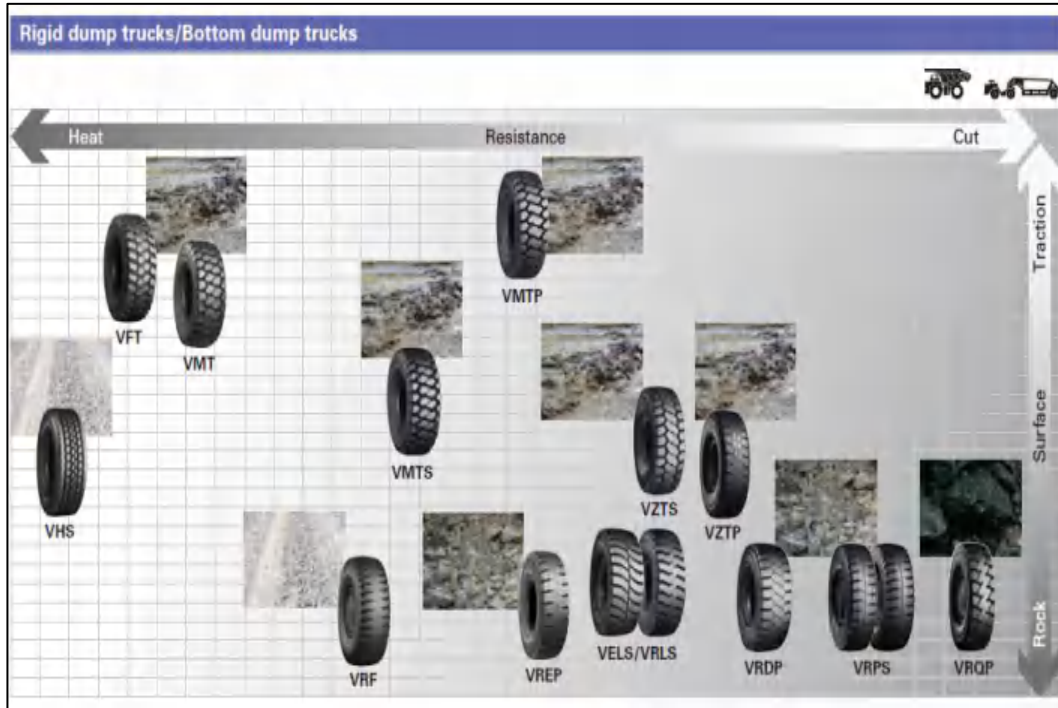 Rigid dump trucks/Bottom dump trucks
Heat Resistance Cut
Traction
Surface
Rock
VFT
VMT
VMTP
VHS
VMTS
VZTS
VZTP
VRF
VREP
VELS/VRLS
VRDP
VRPS
VRQP